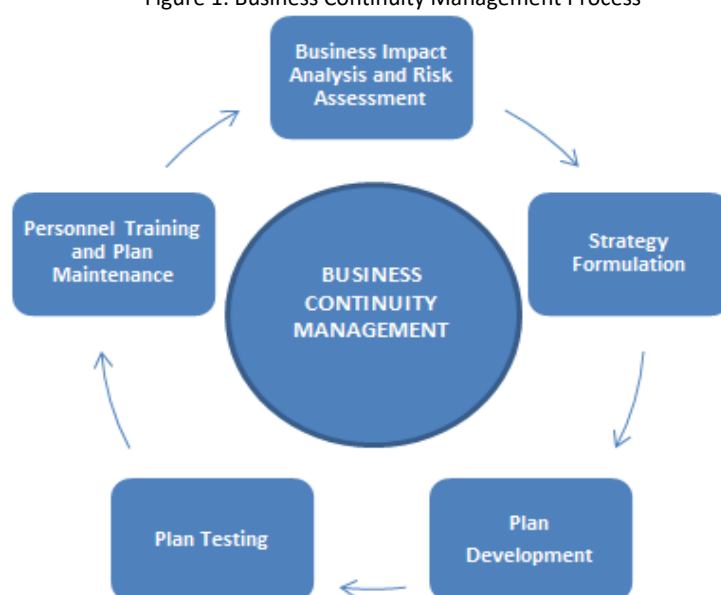 Figure 1: Business Continuity Management Process
Business Impact
Analysis and Risk
Assessment
Personnel Training
and Plan
Maintenance
Strategy
Formulation
BUSINESS
CONTINUITY
MANAGEMENT
Plan Testing
Plan
Development